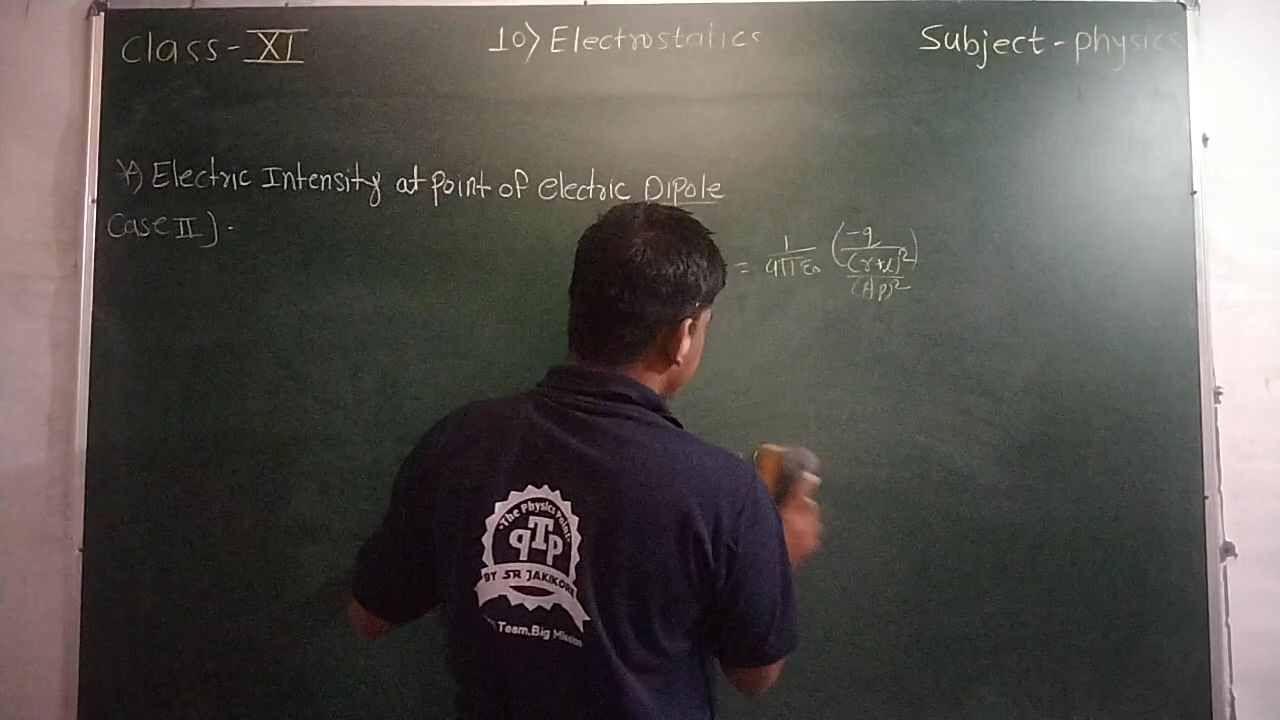 Class - XI
10) Electrostatics
Subject - physics
*) Electric Intensity at point of electric Dipole
Case II) .
= 1/4πε₀ (-q/(r+l)²)
(AP)²
The Physics Point
qTp
BY SR JAKIKORE
Team.Big Mission